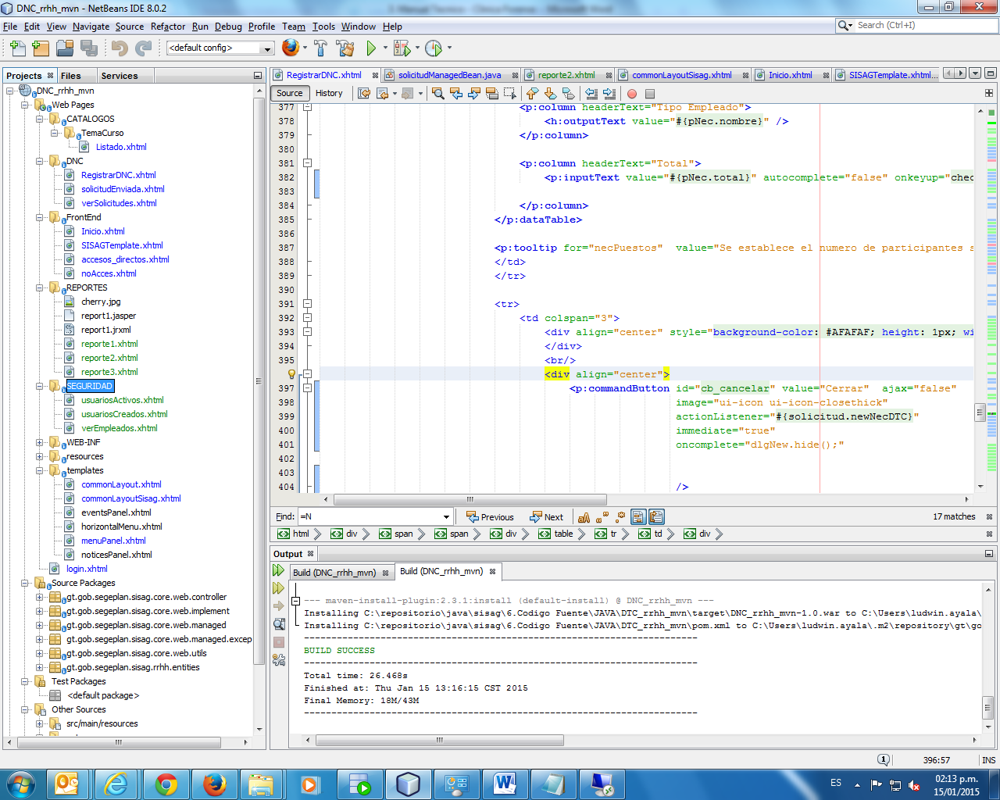 DNC_rrhh_mvn - NetBeans IDE 8.0.2
File Edit View Navigate Source Refactor Run Debug Profile Team Tools Window Help
Search (Ctrl+I)
<default config>
Projects Files Services
RegistrarDNC.xhtml solicitudManagedBean.java reporte2.xhtml commonLayoutSisag.xhtml Inicio.xhtml SISAGTemplate.xhtml...
Source History
DNC_rrhh_mvn
Web Pages
CATALOGOS
TemaCurso
Listado.xhtml
DNC
RegistrarDNC.xhtml
solicitudEnviada.xhtml
verSolicitudes.xhtml
FrontEnd
Inicio.xhtml
SISAGTemplate.xhtml
accesos_directos.xhtml
noAcces.xhtml
REPORTES
cherry.jpg
report1.jasper
report1.jrxml
reporte1.xhtml
reporte2.xhtml
reporte3.xhtml
SEGURIDAD
usuariosActivos.xhtml
usuariosCreados.xhtml
verEmpleados.xhtml
WEB-INF
resources
templates
commonLayout.xhtml
commonLayoutSisag.xhtml
eventsPanel.xhtml
horizontalMenu.xhtml
menuPanel.xhtml
noticesPanel.xhtml
login.xhtml
Source Packages
gt.gob.segeplan.sisag.core.web.controller
gt.gob.segeplan.sisag.core.web.implement
gt.gob.segeplan.sisag.core.web.managed
gt.gob.segeplan.sisag.core.web.managed.excep
gt.gob.segeplan.sisag.core.web.utils
gt.gob.segeplan.sisag.rrhh.entities
Test Packages
<default package>
Other Sources
src/main/resources
377 <p:column headerText="Tipo Empleado">
378 <h:outputText value="#{pNec.nombre}" />
379 </p:column>
380
381 <p:column headerText="Total">
382 <p:inputText value="#{pNec.total}" autocomplete="false" onkeyup="chec
383
384 </p:column>
385 </p:dataTable>
386
387 <p:tooltip for="necPuestos" value="Se establece el numero de participantes s
388 </td>
389 </tr>
390
391 <tr>
392 <td colspan="3">
393 <div align="center" style="background-color: #AFAFAF; height: 1px; wi
394 </div>
395 <br/>
<div align="center">
397 <p:commandButton id="cb_cancelar" value="Cerrar" ajax="false"
398 image="ui-icon ui-icon-closethick"
399 actionListener="#{solicitud.newNecDTC}"
400 immediate="true"
401 oncomplete="dlgNew.hide();"
402
403
404 />
Find: =N Previous Next 17 matches
html div span span div table tr td div
Output
Build (DNC_rrhh_mvn) Build (DNC_rrhh_mvn)
--- maven-install-plugin:2.3.1:install (default-install) @ DNC_rrhh_mvn ---
Installing C:\repositorio\java\sisag\6.Codigo Fuente\JAVA\DTC_rrhh_mvn\target\DNC_rrhh_mvn-1.0.war to C:\Users\ludwin.ayala\
Installing C:\repositorio\java\sisag\6.Codigo Fuente\JAVA\DTC_rrhh_mvn\pom.xml to C:\Users\ludwin.ayala\.m2\repository\gt\go
------------------------------------------------------------------------
BUILD SUCCESS
------------------------------------------------------------------------
Total time: 26.468s
Finished at: Thu Jan 15 13:16:15 CST 2015
Final Memory: 18M/43M
------------------------------------------------------------------------
1 396:57 INS
ES 02:13 p.m.
15/01/2015